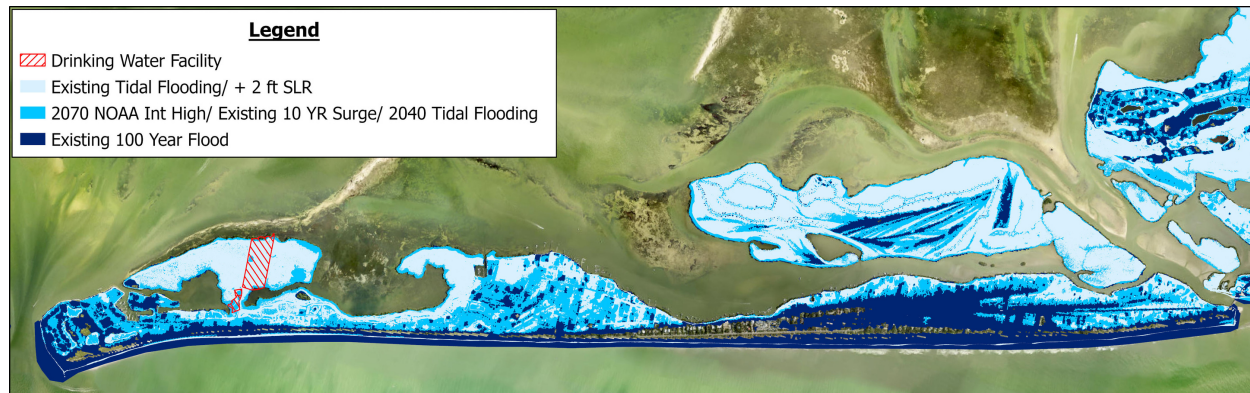 Legend
Drinking Water Facility
Existing Tidal Flooding/ + 2 ft SLR
2070 NOAA Int High/ Existing 10 YR Surge/ 2040 Tidal Flooding
Existing 100 Year Flood